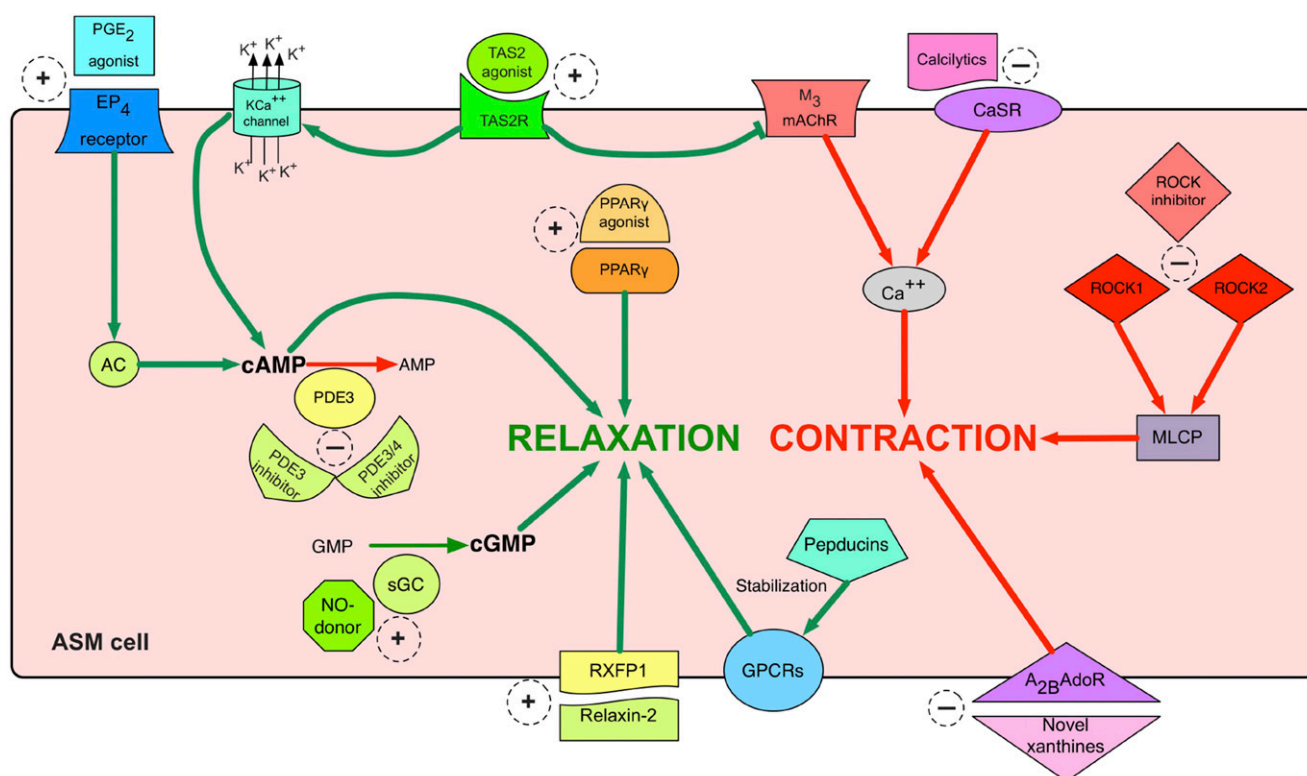 PGE2
agonist
+
EP4
receptor
K+ K+ K+
KCa++
channel
K+ K+ K+
TAS2
agonist
+
TAS2R
M3
mAChR
Calcilytics
−
CaSR
ROCK
inhibitor
−
ROCK1
ROCK2
PPARγ
agonist
+
PPARγ
Ca++
AC
cAMP
AMP
PDE3
−
PDE3
inhibitor
PDE3/4
inhibitor
RELAXATION
CONTRACTION
MLCP
GMP
cGMP
sGC
NO-
donor
+
Pepducins
Stabilization
ASM cell
RXFP1
+
Relaxin-2
GPCRs
A2BAdoR
−
Novel
xanthines